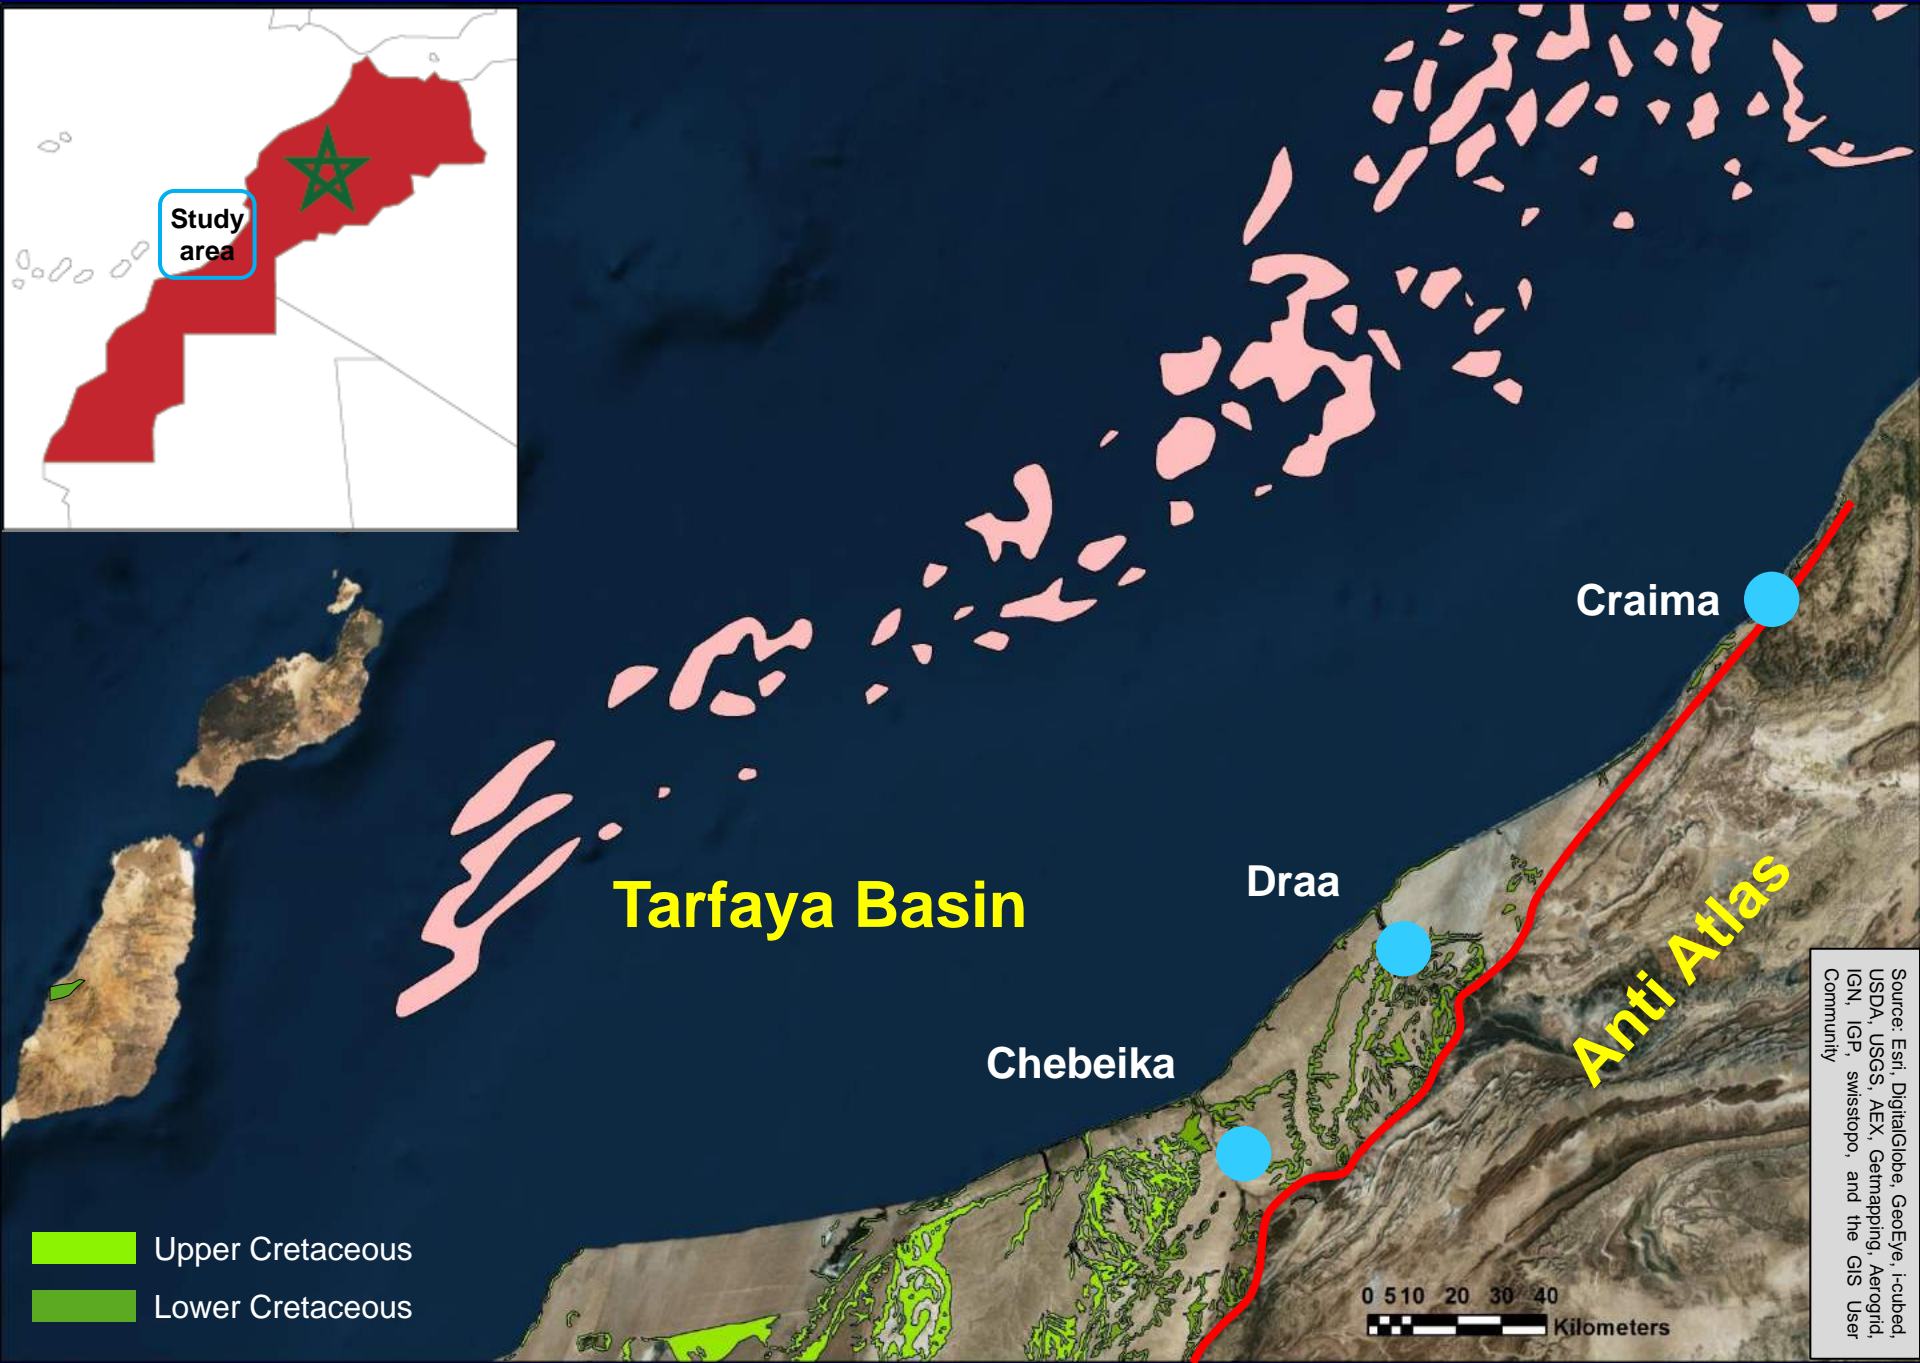 Study
area
Craima
Draa
Tarfaya Basin
Anti Atlas
Chebeika
Upper Cretaceous
Lower Cretaceous
0 5 10 20 30 40
Kilometers
Source: Esri, DigitalGlobe, GeoEye, i-cubed,
USDA, USGS, AEX, Getmapping, Aerogrid,
IGN, IGP, swisstopo, and the GIS User
Community